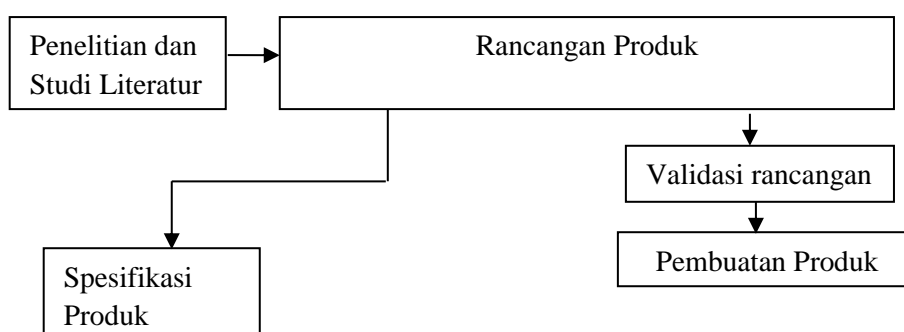 Penelitian dan
Studi Literatur
Rancangan Produk
Validasi rancangan
Pembuatan Produk
Spesifikasi
Produk